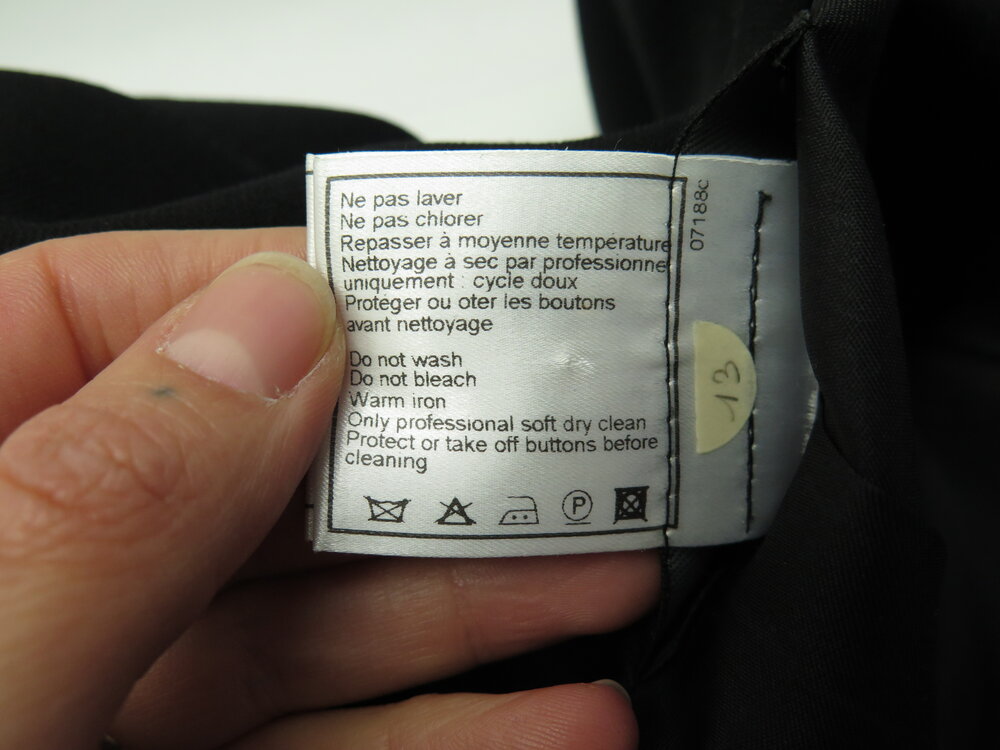 Ne pas laver
Ne pas chlorer
Repasser à moyenne température
Nettoyage à sec par professionne
uniquement : cycle doux
Protéger ou oter les boutons
avant nettoyage
Do not wash
Do not bleach
Warm iron
Only professional soft dry clean
Protect or take off buttons before
cleaning
P
07188c
13